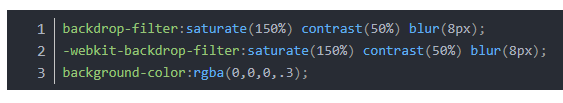 1 backdrop-filter:saturate(150%) contrast(50%) blur(8px);
2 -webkit-backdrop-filter:saturate(150%) contrast(50%) blur(8px);
3 background-color:rgba(0,0,0,.3);